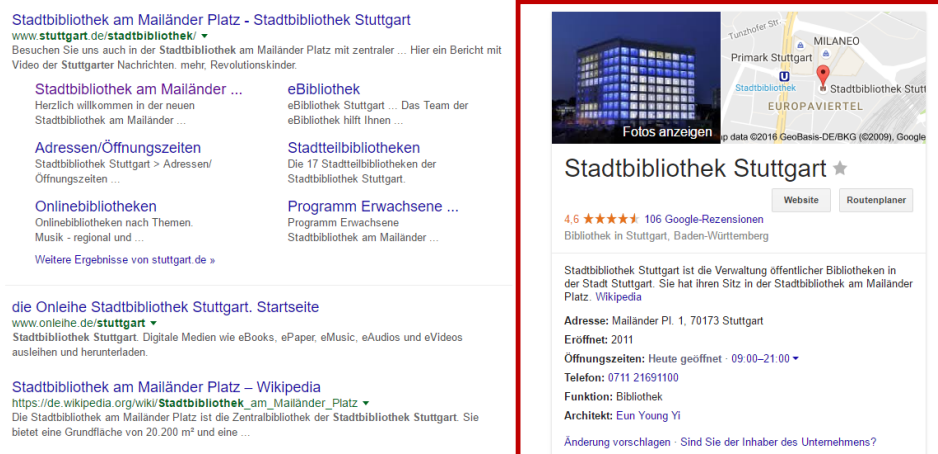 Stadtbibliothek am Mailänder Platz - Stadtbibliothek Stuttgart
www.stuttgart.de/stadtbibliothek/
Besuchen Sie uns auch in der Stadtbibliothek am Mailänder Platz mit zentraler ... Hier ein Bericht mit
Video der Stuttgarter Nachrichten. mehr, Revolutionskinder.
Stadtbibliothek am Mailänder ...
Herzlich willkommen in der neuen
Stadtbibliothek am Mailänder ...
eBibliothek
eBibliothek Stuttgart ... Das Team der
eBibliothek hilft Ihnen ...
Adressen/Öffnungszeiten
Stadtbibliothek Stuttgart > Adressen/
Öffnungszeiten ...
Stadtteilbibliotheken
Die 17 Stadtteilbibliotheken der
Stadtbibliothek Stuttgart.
Onlinebibliotheken
Onlinebibliotheken nach Themen.
Musik - regional und ...
Programm Erwachsene ...
Programm Erwachsene
Stadtbibliothek am Mailänder ...
Weitere Ergebnisse von stuttgart.de »
die Onleihe Stadtbibliothek Stuttgart. Startseite
www.onleihe.de/stuttgart
Stadtbibliothek Stuttgart. Digitale Medien wie eBooks, ePaper, eMusic, eAudios und eVideos
ausleihen und herunterladen.
Stadtbibliothek am Mailänder Platz – Wikipedia
https://de.wikipedia.org/wiki/Stadtbibliothek_am_Mailänder_Platz
Die Stadtbibliothek am Mailänder Platz ist die Zentralbibliothek der Stadtbibliothek Stuttgart. Sie
bietet eine Grundfläche von 20.200 m² und eine ...
Fotos anzeigen
Tunzhofer St
MILANEO
Primark Stuttgart
U
Stadtbibliothek
Stadtbibliothek Stutt
EUROPAVIERTEL
p data ©2016 GeoBasis-DE/BKG (©2009), Google
Stadtbibliothek Stuttgart
Website
Routenplaner
4,6 ★★★★★ 106 Google-Rezensionen
Bibliothek in Stuttgart, Baden-Württemberg
Stadtbibliothek Stuttgart ist die Verwaltung öffentlicher Bibliotheken in
der Stadt Stuttgart. Sie hat ihren Sitz in der Stadtbibliothek am Mailänder
Platz. Wikipedia
Adresse: Mailänder Pl. 1, 70173 Stuttgart
Eröffnet: 2011
Öffnungszeiten: Heute geöffnet · 09:00–21:00
Telefon: 0711 21691100
Funktion: Bibliothek
Architekt: Eun Young Yi
Änderung vorschlagen · Sind Sie der Inhaber des Unternehmens?